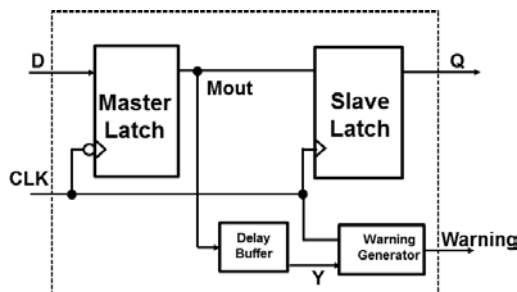 D
Master
Latch
Mout
Slave
Latch
Q
CLK
Delay
Buffer
Y
Warning
Generator
Warning